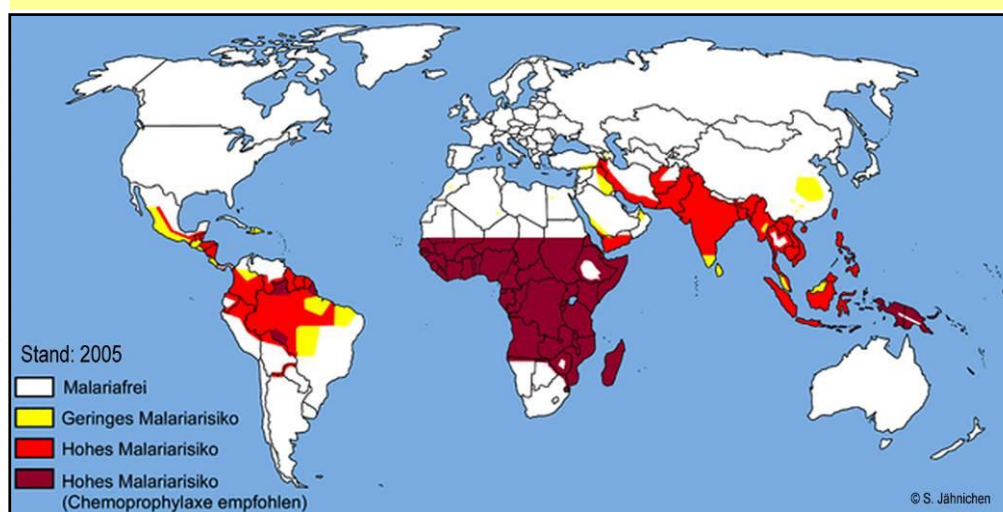 Stand: 2005
Malariafrei
Geringes Malariarisiko
Hohes Malariarisiko
Hohes Malariarisiko
(Chemoprophylaxe empfohlen)
© S. Jähnichen